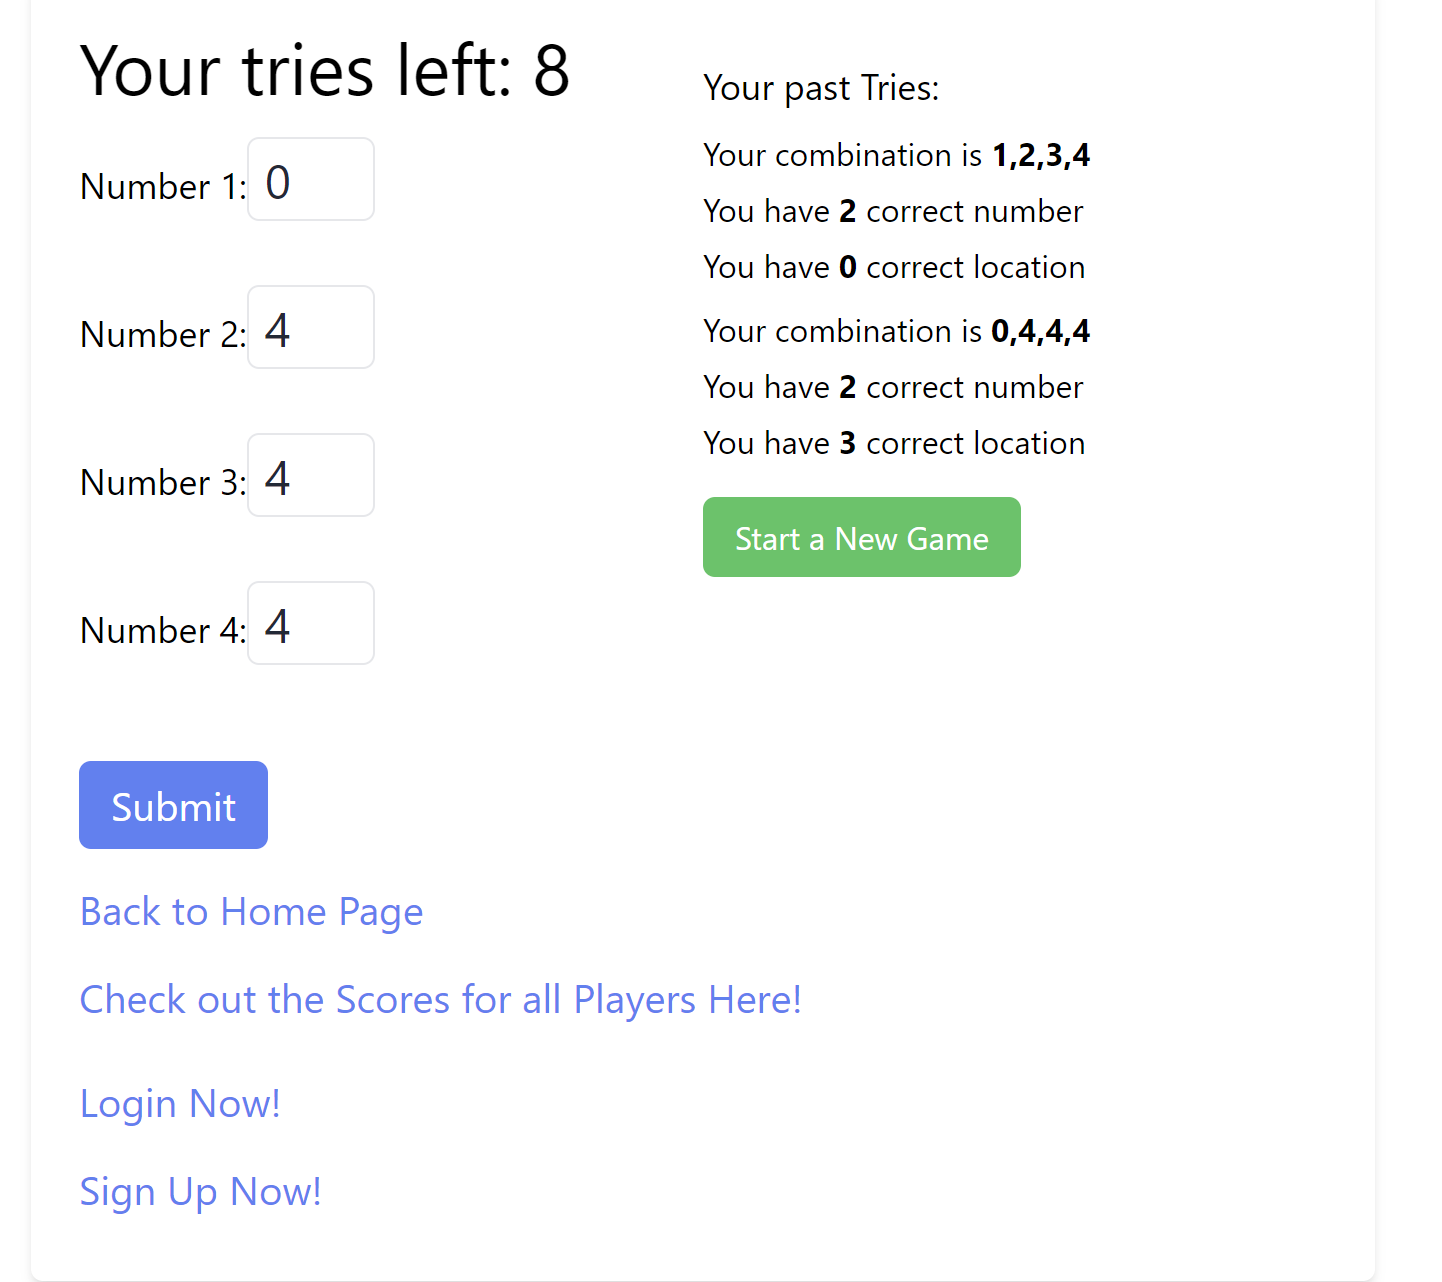 Your tries left: 8
Number 1: 0
Number 2: 4
Number 3: 4
Number 4: 4
Submit
Back to Home Page
Check out the Scores for all Players Here!
Login Now!
Sign Up Now!
Your past Tries:
Your combination is 1,2,3,4
You have 2 correct number
You have 0 correct location
Your combination is 0,4,4,4
You have 2 correct number
You have 3 correct location
Start a New Game